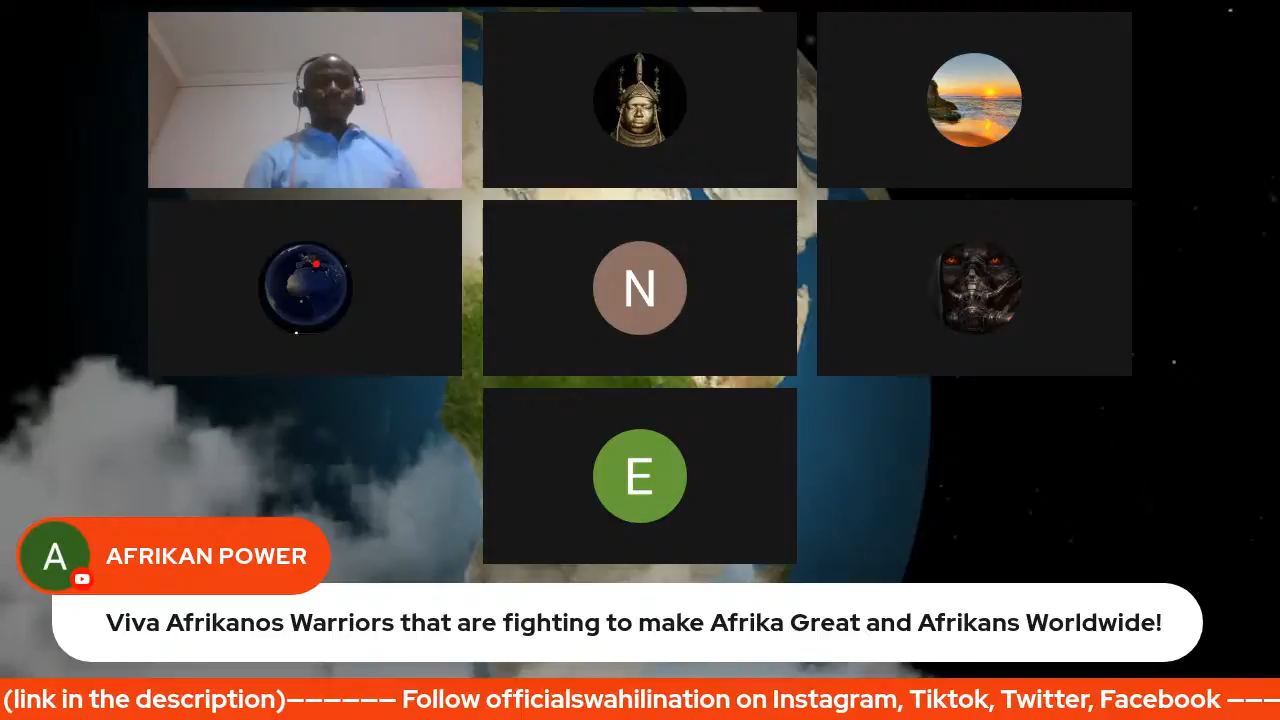 N
E
A
AFRIKAN POWER
Viva Afrikanos Warriors that are fighting to make Afrika Great and Afrikans Worldwide!
(link in the description)—————— Follow officialswahilination on Instagram, Tiktok, Twitter, Facebook ———